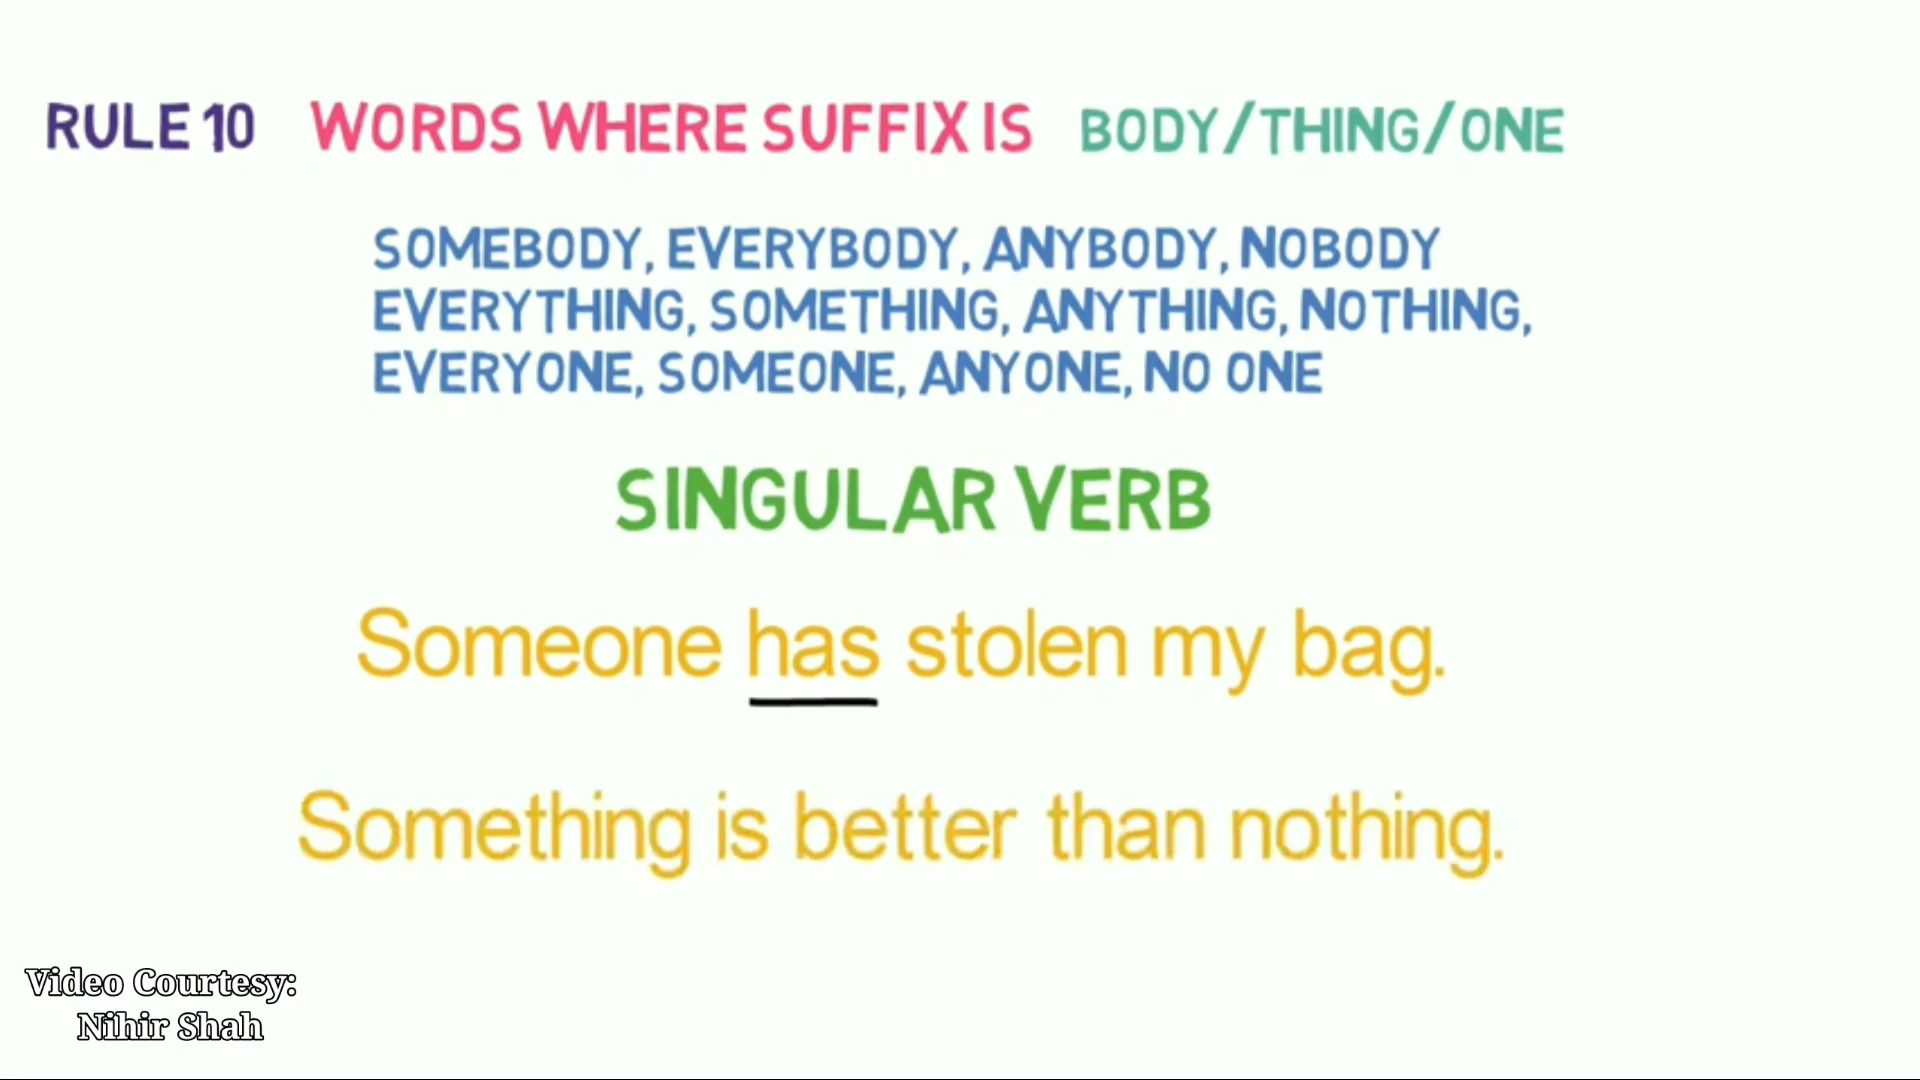 RULE 10 WORDS WHERE SUFFIX IS BODY/THING/ONE
SOMEBODY, EVERYBODY, ANYBODY, NOBODY
EVERYTHING, SOMETHING, ANYTHING, NOTHING,
EVERYONE, SOMEONE, ANYONE, NO ONE
SINGULAR VERB
Someone has stolen my bag.
Something is better than nothing.
Video Courtesy:
Nihir Shah